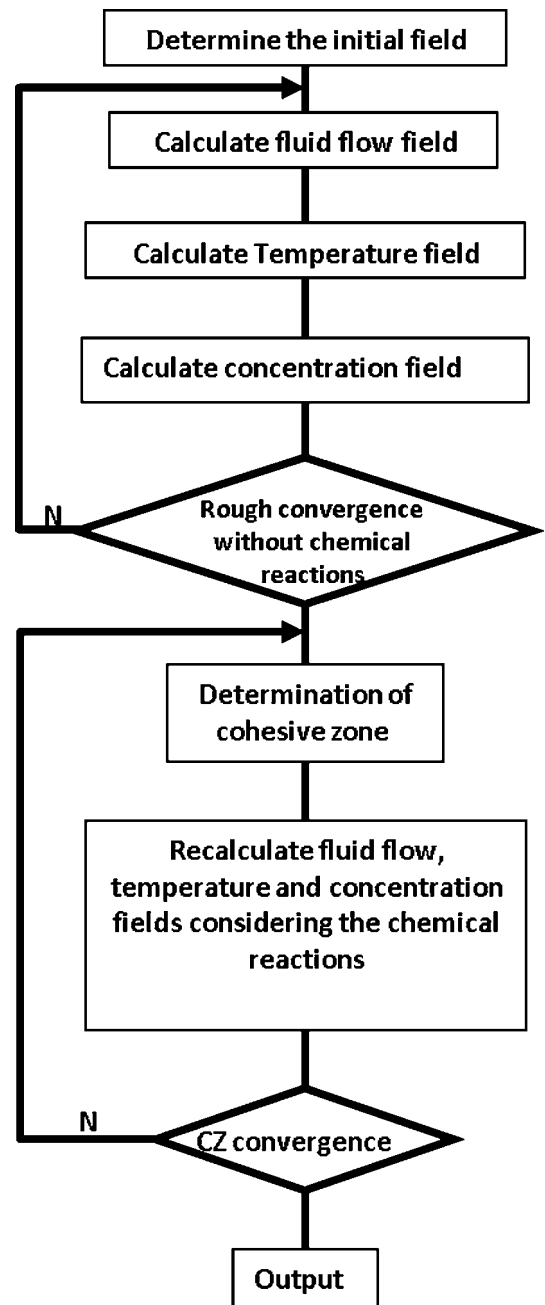 Determine the initial field
Calculate fluid flow field
Calculate Temperature field
Calculate concentration field
N
Rough convergence
without chemical
reactions
Determination of
cohesive zone
Recalculate fluid flow,
temperature and concentration
fields considering the chemical
reactions
N
CZ convergence
Output